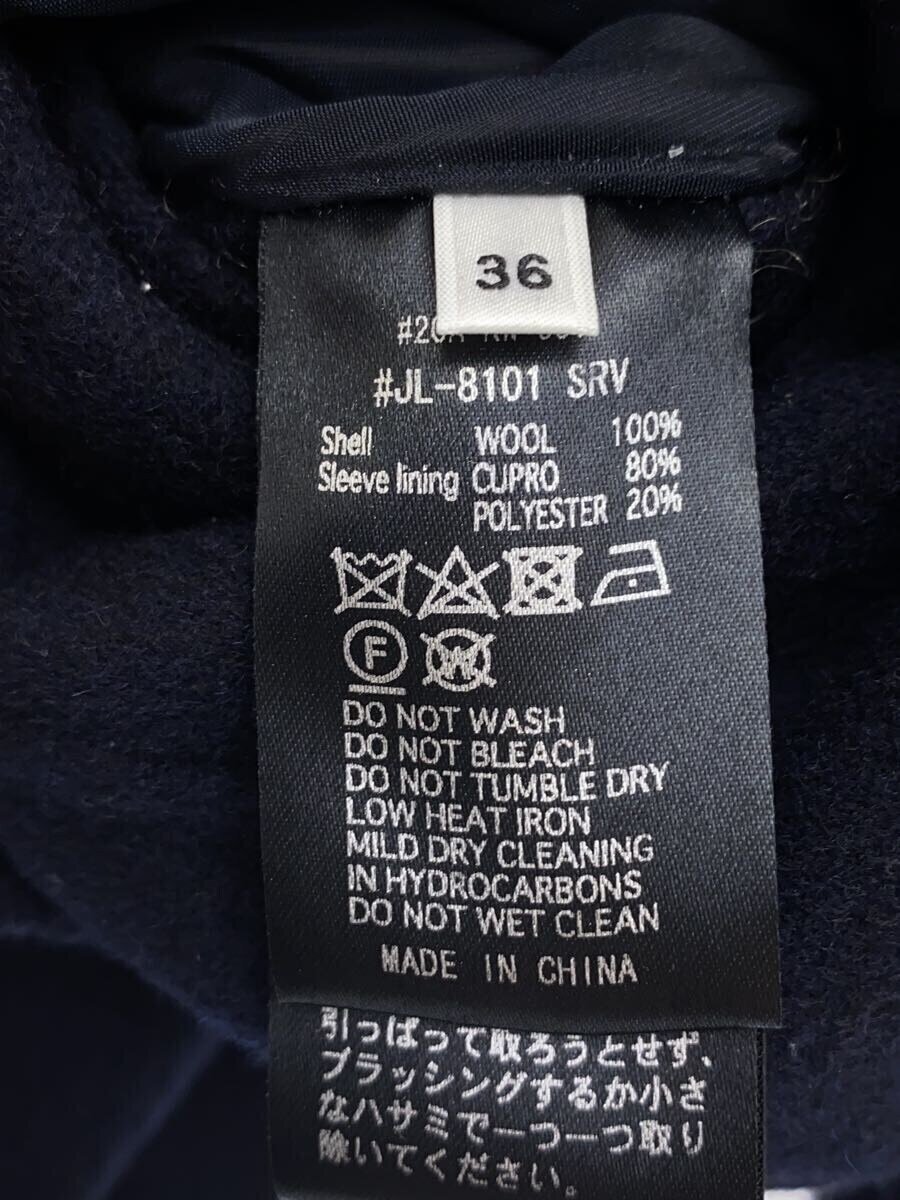 36
#JL-8101 SRV
Shell WOOL 100%
Sleeve lining CUPRO 80%
POLYESTER 20%
F
W
DO NOT WASH
DO NOT BLEACH
DO NOT TUMBLE DRY
LOW HEAT IRON
MILD DRY CLEANING
IN HYDROCARBONS
DO NOT WET CLEAN
MADE IN CHINA
引っぱって取ろうとせず、
ブラッシングするか小さ
なハサミで一つ一つ取り
除いてください。